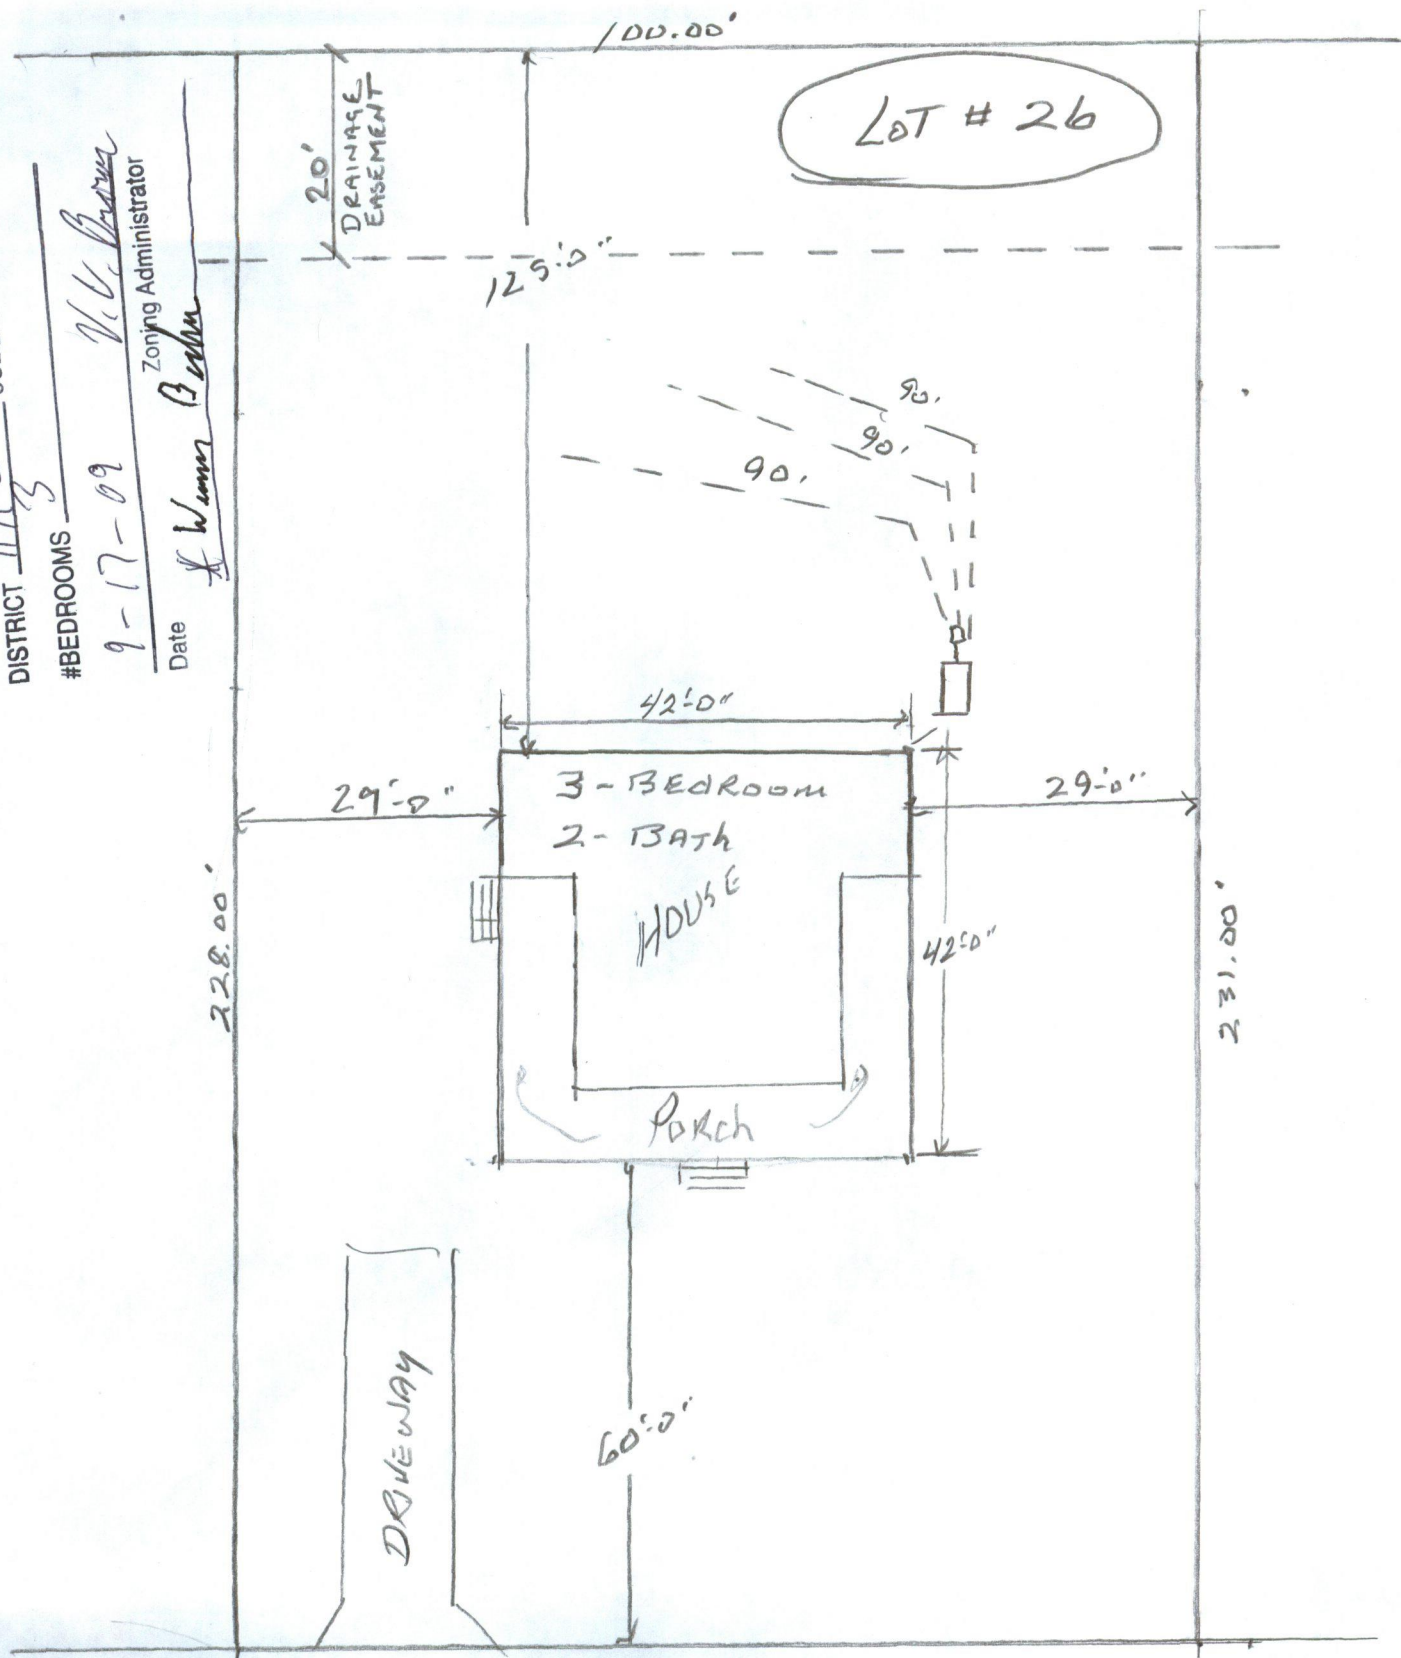 100.00'
LOT # 26
20'
DRAINAGE
EASEMENT
125'-0"
90.
90.
90.
42'-0"
29'-0"
3-BEDROOM
2-BATH
29'-0"
HOUSE
42'-0"
228.00'
231.00'
PORCH
60'-0"
DRIVEWAY
DISTRICT
#BEDROOMS 3
9-17-09
Date Zoning Administrator